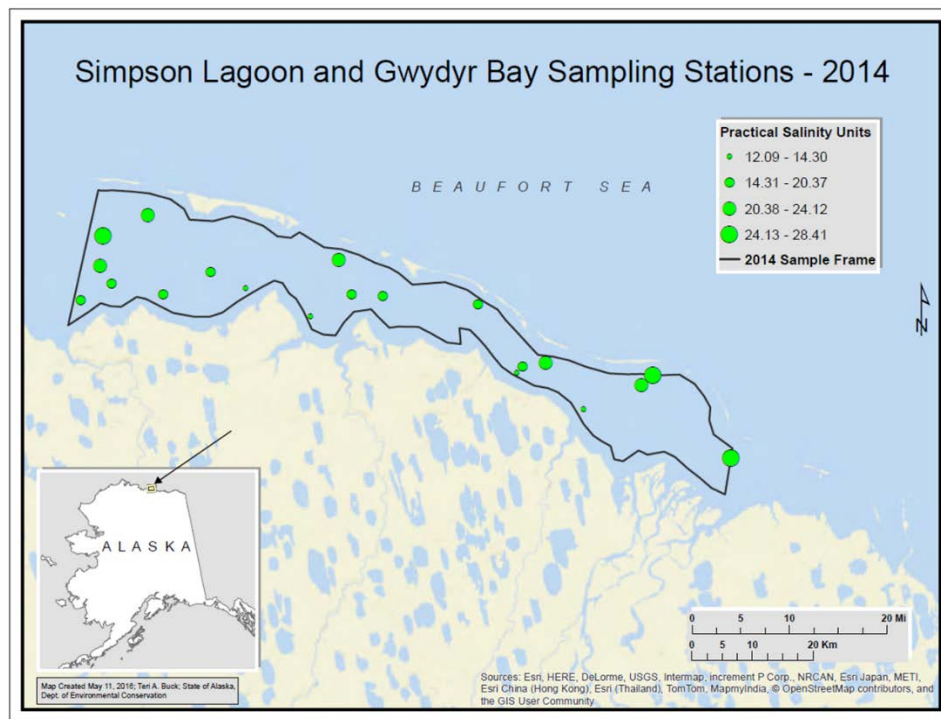 Simpson Lagoon and Gwydyr Bay Sampling Stations - 2014
Practical Salinity Units
12.09 - 14.30
14.31 - 20.37
20.38 - 24.12
24.13 - 28.41
2014 Sample Frame
BEAUFORT SEA
N
ALASKA
0 5 10 20 Mi
0 5 10 20 Km
Map Created May 11, 2016; Teri A. Buck; State of Alaska,
Dept. of Environmental Conservation
Sources: Esri, HERE, DeLorme, USGS, Intermap, increment P Corp., NRCAN, Esri Japan, METI,
Esri China (Hong Kong), Esri (Thailand), TomTom, MapmyIndia, © OpenStreetMap contributors, and
the GIS User Community